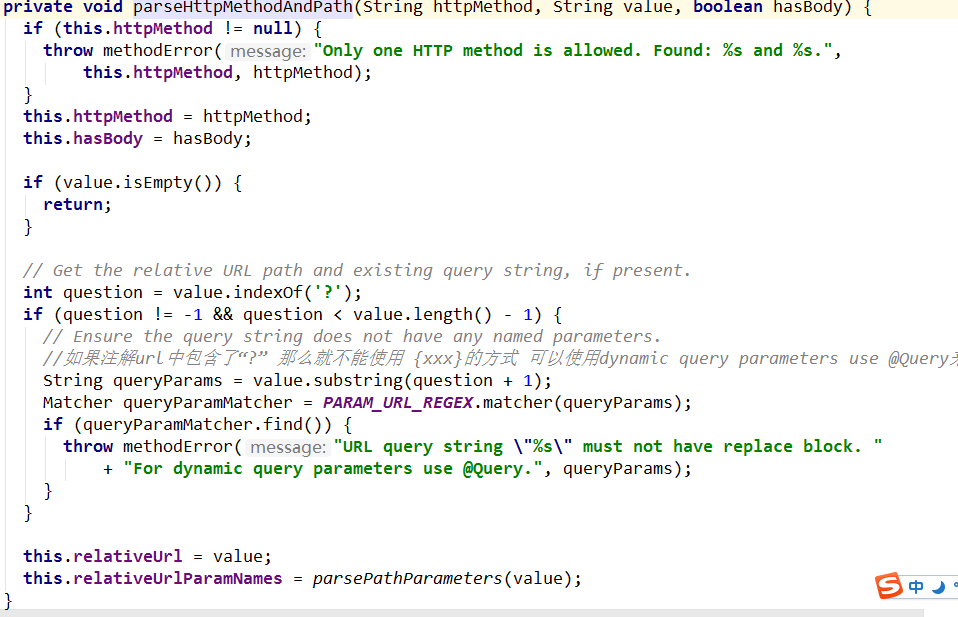 private void parseHttpMethodAndPath(String httpMethod, String value, boolean hasBody) {
if (this.httpMethod != null) {
throw methodError( message: "Only one HTTP method is allowed. Found: %s and %s.",
this.httpMethod, httpMethod);
}
this.httpMethod = httpMethod;
this.hasBody = hasBody;
if (value.isEmpty()) {
return;
}
// Get the relative URL path and existing query string, if present.
int question = value.indexOf('?');
if (question != -1 && question < value.length() - 1) {
// Ensure the query string does not have any named parameters.
//如果注解url中包含了“?” 那么就不能使用 {xxx}的方式 可以使用dynamic query parameters use @Query
String queryParams = value.substring(question + 1);
Matcher queryParamMatcher = PARAM_URL_REGEX.matcher(queryParams);
if (queryParamMatcher.find()) {
throw methodError( message: "URL query string \"%s\" must not have replace block. "
+ "For dynamic query parameters use @Query.", queryParams);
}
}
this.relativeUrl = value;
this.relativeUrlParamNames = parsePathParameters(value);
}
S 中